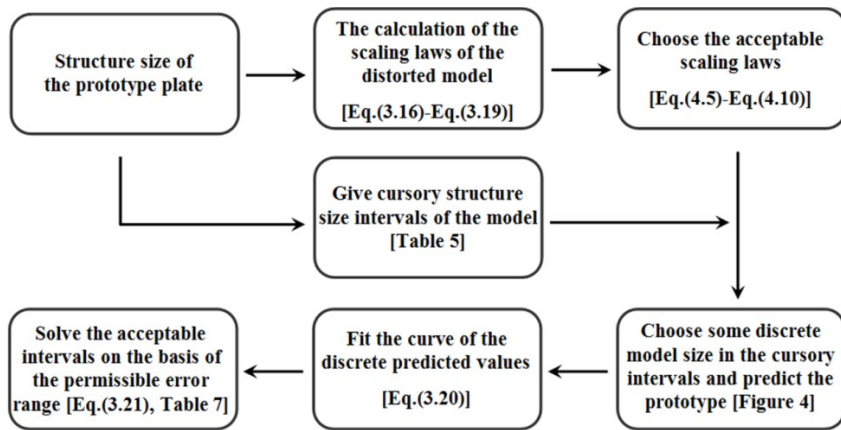 Structure size of
the prototype plate
The calculation of the
scaling laws of the
distorted model
[Eq.(3.16)-Eq.(3.19)]
Choose the acceptable
scaling laws
[Eq.(4.5)-Eq.(4.10)]
Give cursory structure
size intervals of the model
[Table 5]
Choose some discrete
model size in the cursory
intervals and predict the
prototype [Figure 4]
Fit the curve of the
discrete predicted values
[Eq.(3.20)]
Solve the acceptable
intervals on the basis of
the permissible error
range [Eq.(3.21), Table 7]